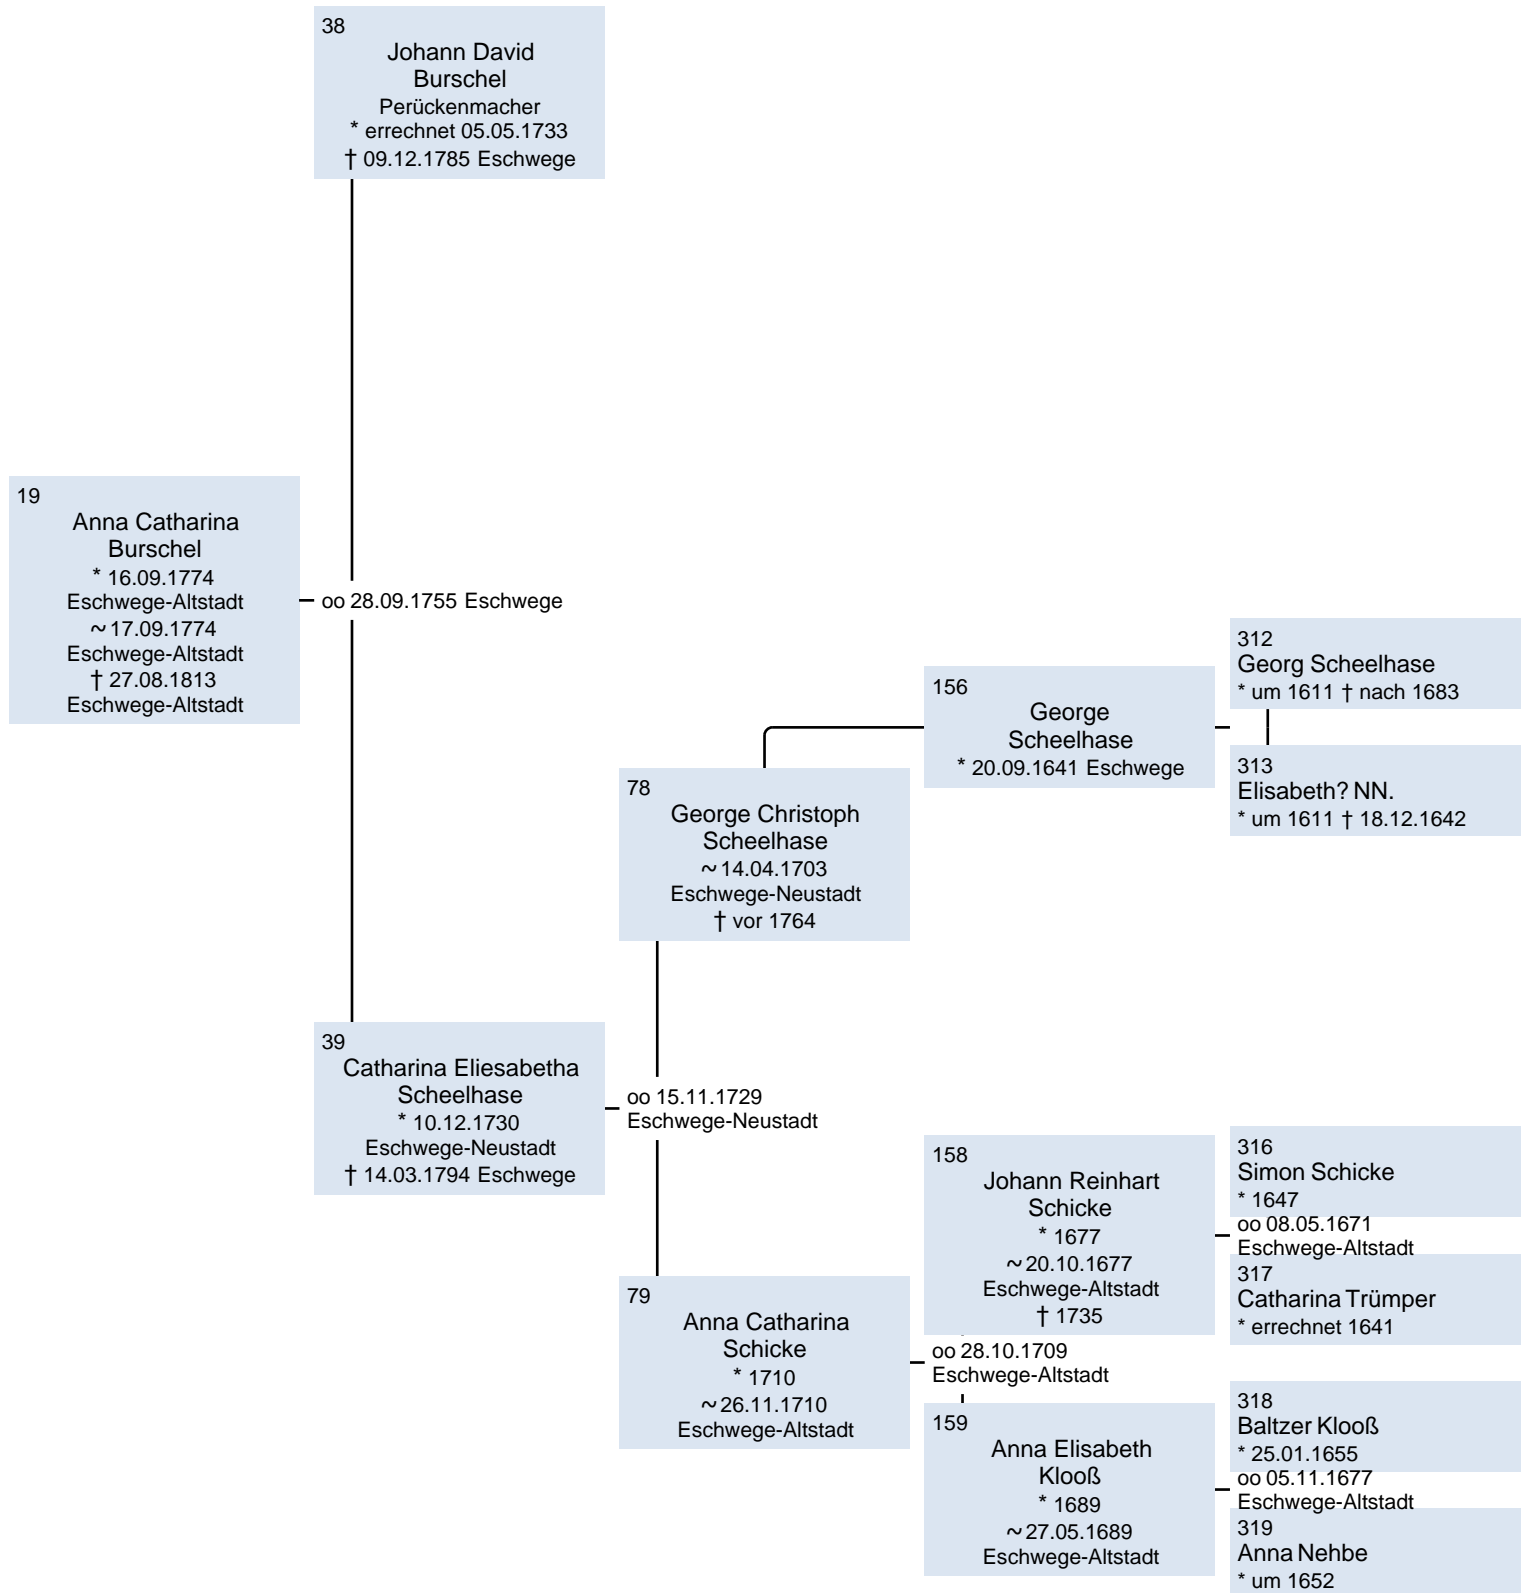 38
Johann David
Burschel
Perückenmacher
* errechnet 05.05.1733
† 09.12.1785 Eschwege
19
Anna Catharina
Burschel
* 16.09.1774
Eschwege-Altstadt
~ 17.09.1774
Eschwege-Altstadt
† 27.08.1813
Eschwege-Altstadt
oo 28.09.1755 Eschwege
39
Catharina Eliesabetha
Scheelhase
* 10.12.1730
Eschwege-Neustadt
† 14.03.1794 Eschwege
78
George Christoph
Scheelhase
~ 14.04.1703
Eschwege-Neustadt
† vor 1764
oo 15.11.1729
Eschwege-Neustadt
79
Anna Catharina
Schicke
* 1710
~ 26.11.1710
Eschwege-Altstadt
156
George
Scheelhase
* 20.09.1641 Eschwege
158
Johann Reinhart
Schicke
* 1677
~ 20.10.1677
Eschwege-Altstadt
† 1735
oo 28.10.1709
Eschwege-Altstadt
159
Anna Elisabeth
Klooß
* 1689
~ 27.05.1689
Eschwege-Altstadt
312
Georg Scheelhase
* um 1611 † nach 1683
313
Elisabeth? NN.
* um 1611 † 18.12.1642
316
Simon Schicke
* 1647
oo 08.05.1671
Eschwege-Altstadt
317
Catharina Trümper
* errechnet 1641
318
Baltzer Klooß
* 25.01.1655
oo 05.11.1677
Eschwege-Altstadt
319
Anna Nehbe
* um 1652